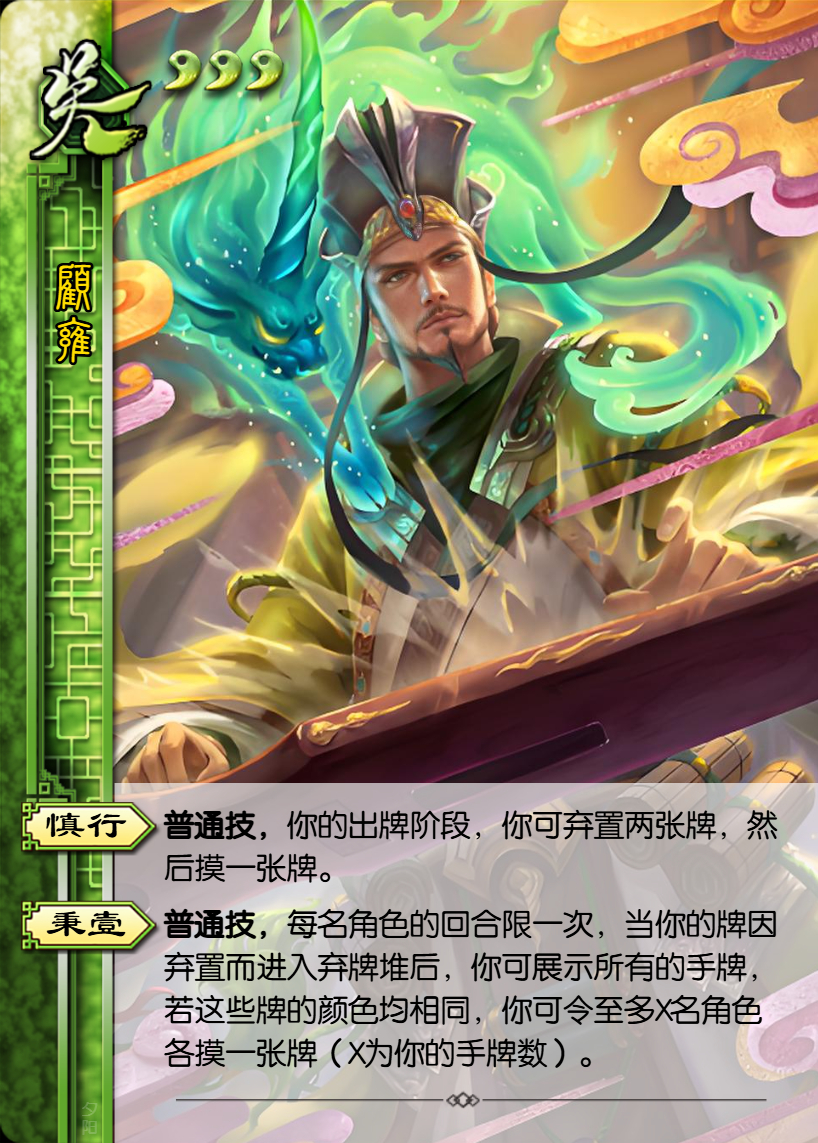 吴
顧雍
慎行
普通技，你的出牌阶段，你可弃置两张牌，然
后摸一张牌。
秉壹
普通技，每名角色的回合限一次，当你的牌因
弃置而进入弃牌堆后，你可展示所有的手牌，
若这些牌的颜色均相同，你可令至多X名角色
各摸一张牌（X为你的手牌数）。
夕阳